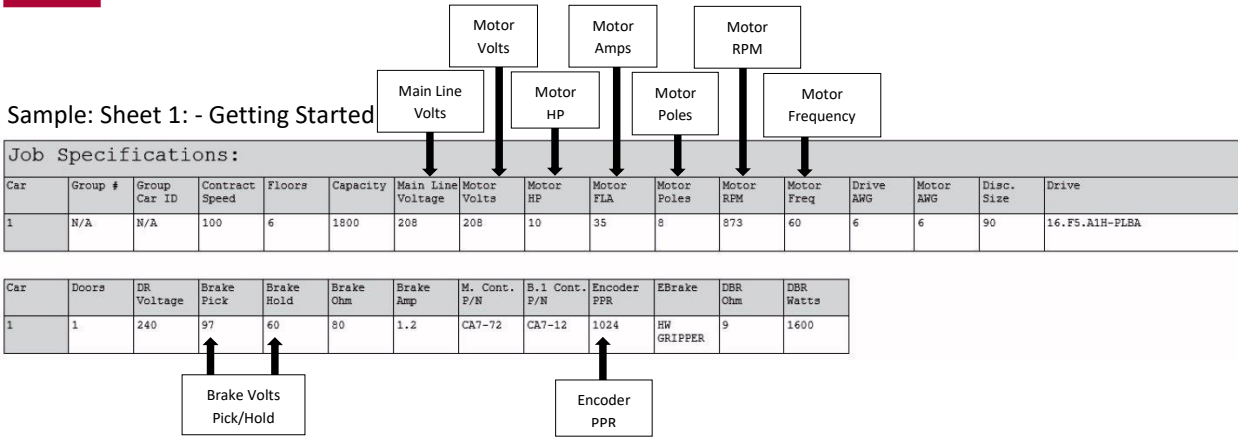 Motor Volts
Motor Amps
Motor RPM
Main Line Volts
Motor HP
Motor Poles
Motor Frequency
Sample: Sheet 1: - Getting Started
Job Specifications:
Car Group # Group Car ID Contract Speed Floors Capacity Main Line Voltage Motor Volts Motor HP Motor FLA Motor Poles Motor RPM Motor Freq Drive AWG Motor AWG Disc. Size Drive
1 N/A N/A 100 6 1800 208 208 10 35 8 873 60 6 6 90 16.F5.A1H-PLBA
Car Doors DR Voltage Brake Pick Brake Hold Brake Ohm Brake Amp M. Cont. P/N B.1 Cont. P/N Encoder PPR EBrake DBR Ohm DBR Watts
1 1 240 97 60 80 1.2 CA7-72 CA7-12 1024 HW GRIPPER 9 1600
Brake Volts Pick/Hold
Encoder PPR